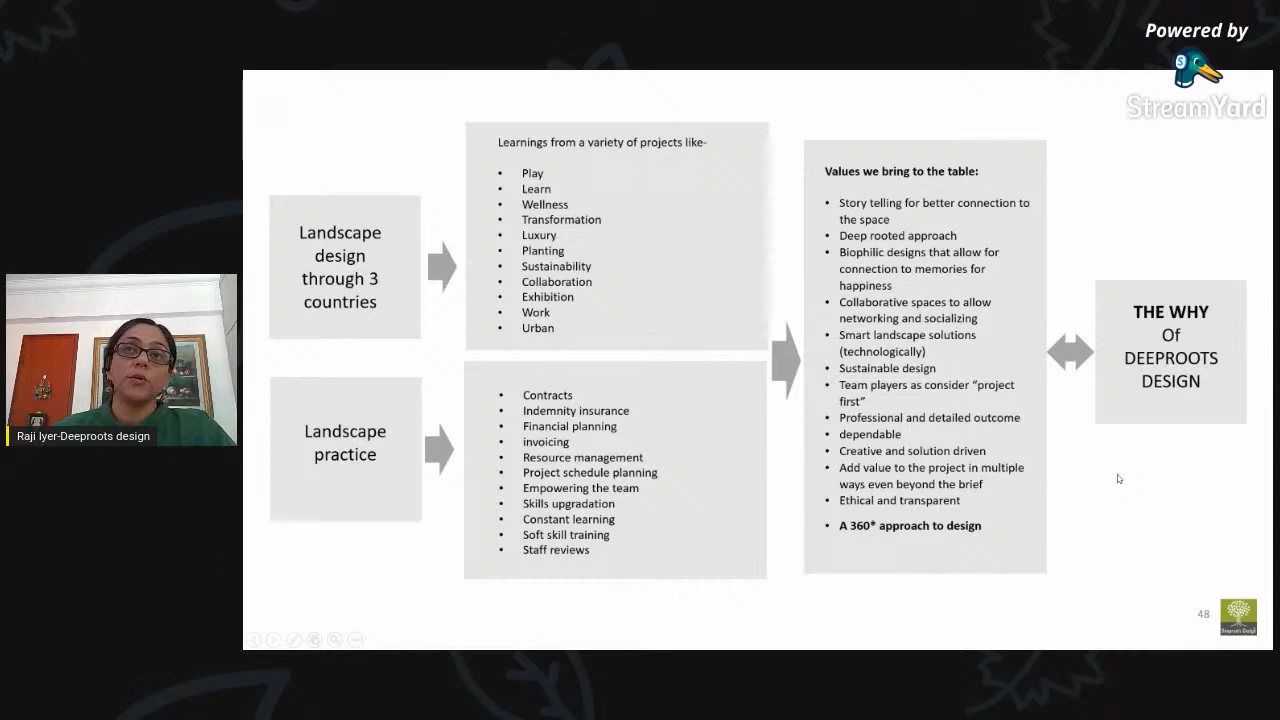 Powered by
StreamYard
Landscape
design
through 3
countries
Learnings from a variety of projects like-
• Play
• Learn
• Wellness
• Transformation
• Luxury
• Planting
• Sustainability
• Collaboration
• Exhibition
• Work
• Urban
Landscape
practice
• Contracts
• Indemnity insurance
• Financial planning
• invoicing
• Resource management
• Project schedule planning
• Empowering the team
• Skills upgradation
• Constant learning
• Soft skill training
• Staff reviews
Values we bring to the table:
• Story telling for better connection to
the space
• Deep rooted approach
• Biophilic designs that allow for
connection to memories for
happiness
• Collaborative spaces to allow
networking and socializing
• Smart landscape solutions
(technologically)
• Sustainable design
• Team players as consider “project
first”
• Professional and detailed outcome
• dependable
• Creative and solution driven
• Add value to the project in multiple
ways even beyond the brief
• Ethical and transparent
• A 360* approach to design
THE WHY
Of
DEEPROOTS
DESIGN
Raji Iyer-Deeproots design
48
Deeproots Design